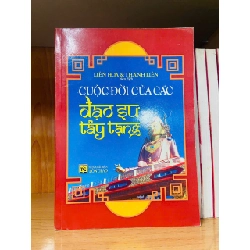 LIÊN HOA & THANH LIÊN
CUỘC ĐỜI CỦA CÁC
ĐẠO SƯ
TÂY TẠNG